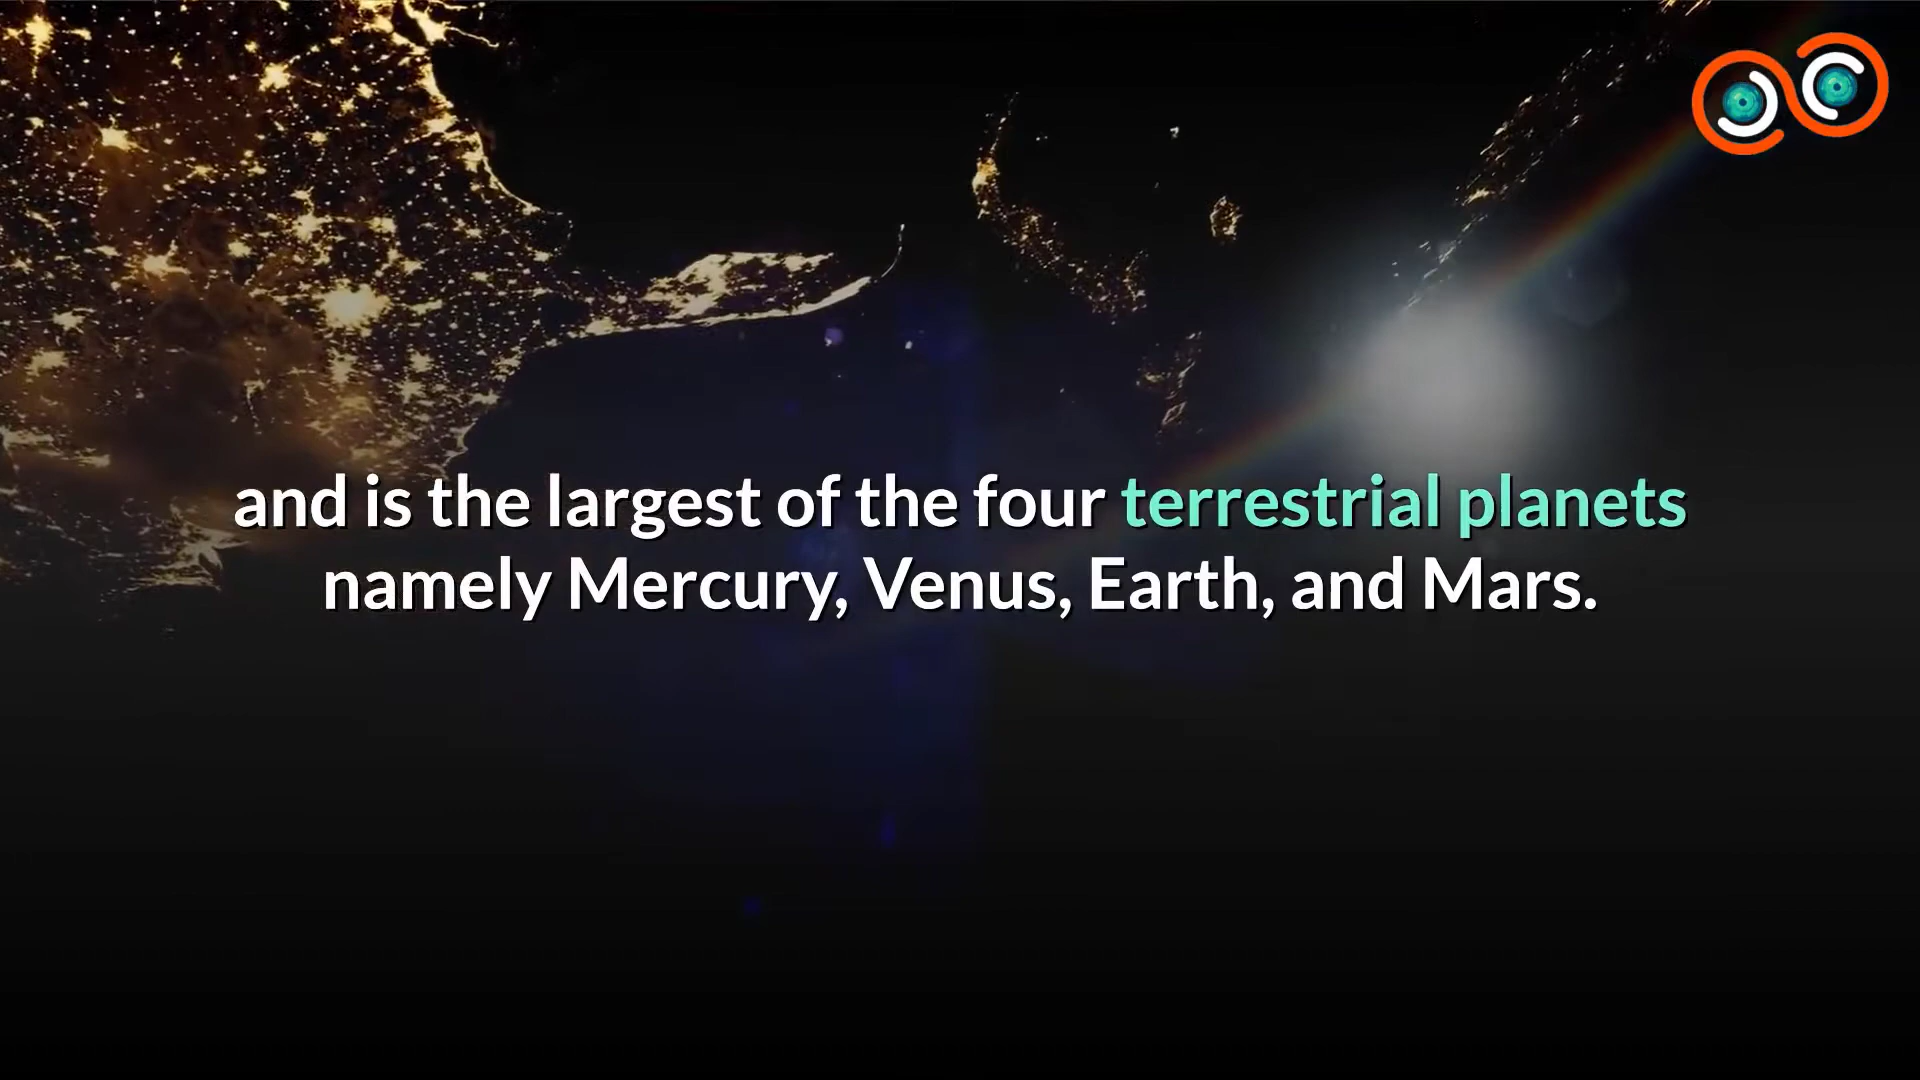 and is the largest of the four terrestrial planets
namely Mercury, Venus, Earth, and Mars.